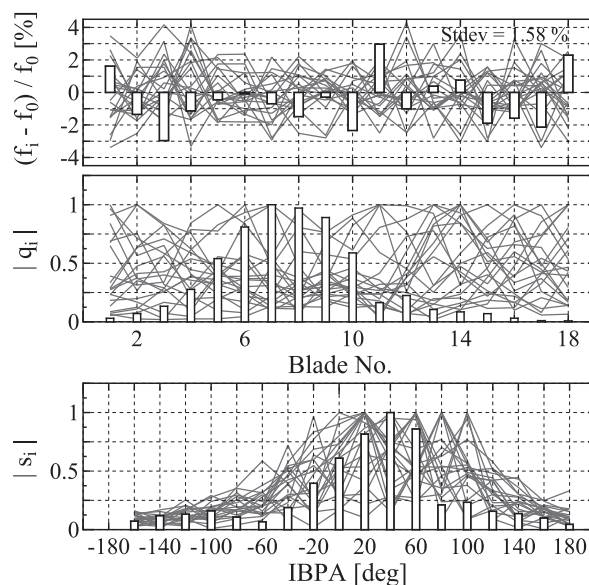 (f_i - f_0) / f_0 [%]
4
2
0
-2
-4
Stdev = 1.58 %
| q_i |
1
0.5
0
2 6 10 14 18
Blade No.
| s_i |
1
0.5
0
-180 -140 -100 -60 -20 20 60 100 140 180
IBPA [deg]